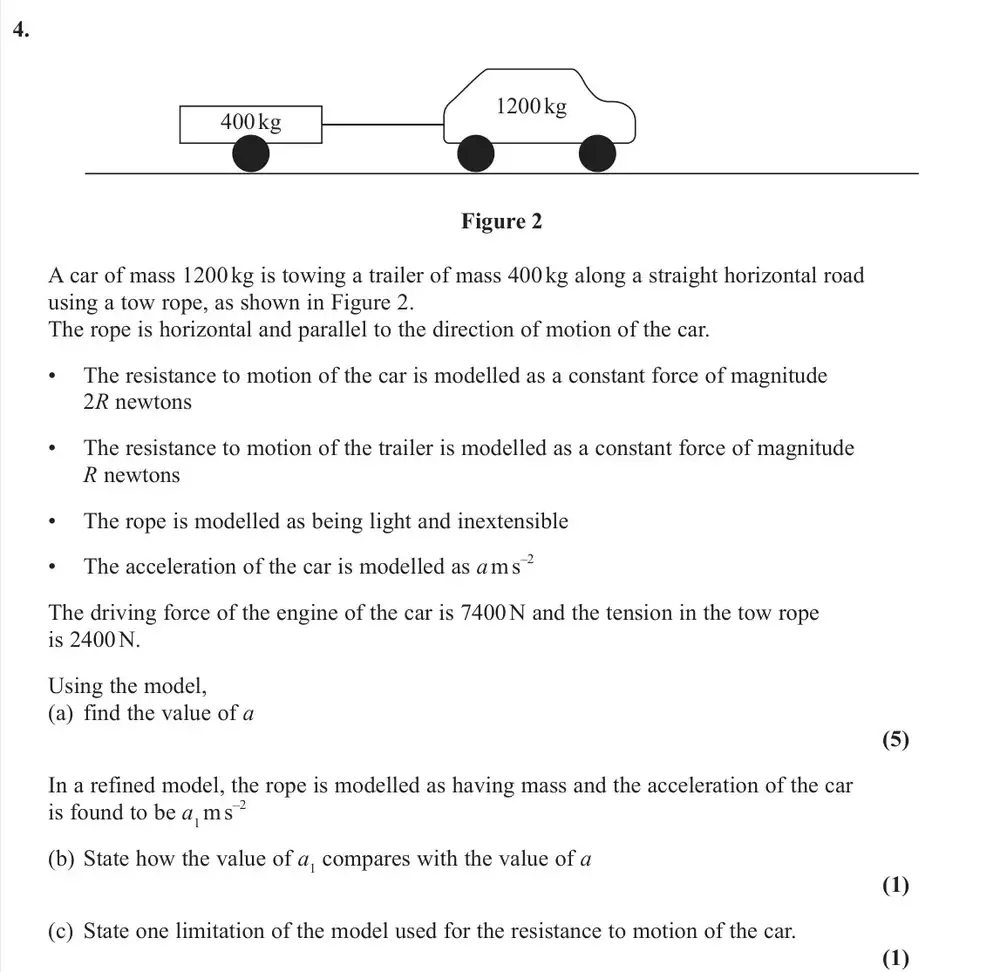 4.
400 kg
1200 kg
Figure 2
A car of mass 1200 kg is towing a trailer of mass 400 kg along a straight horizontal road
using a tow rope, as shown in Figure 2.
The rope is horizontal and parallel to the direction of motion of the car.
• The resistance to motion of the car is modelled as a constant force of magnitude
2R newtons
• The resistance to motion of the trailer is modelled as a constant force of magnitude
R newtons
• The rope is modelled as being light and inextensible
• The acceleration of the car is modelled as a m s⁻²
The driving force of the engine of the car is 7400 N and the tension in the tow rope
is 2400 N.
Using the model,
(a) find the value of a
(5)
In a refined model, the rope is modelled as having mass and the acceleration of the car
is found to be a₁ m s⁻²
(b) State how the value of a₁ compares with the value of a
(1)
(c) State one limitation of the model used for the resistance to motion of the car.
(1)